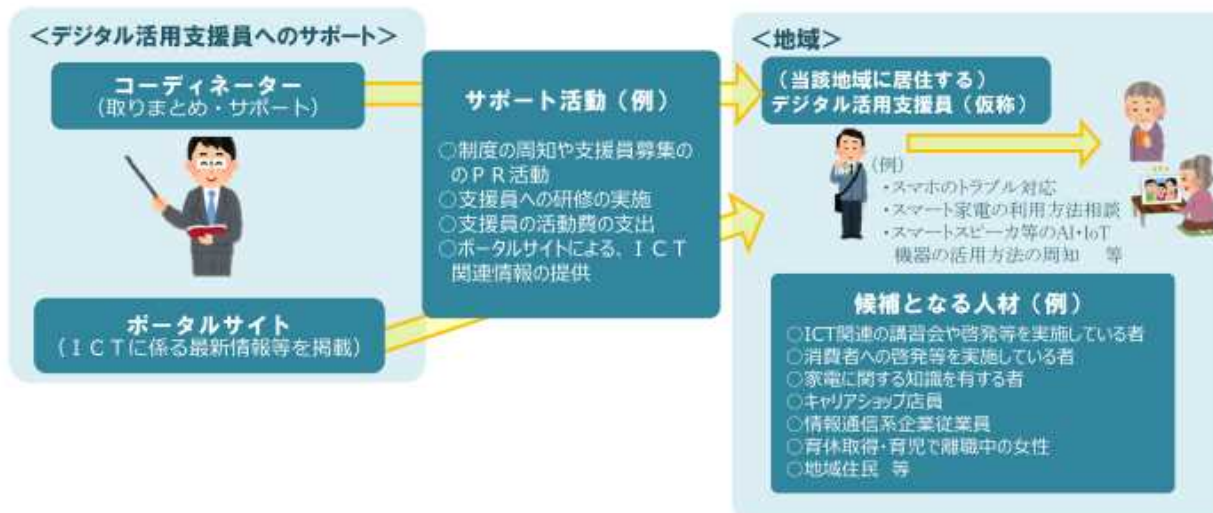 ＜デジタル活用支援員へのサポート＞
コーディネーター
（取りまとめ・サポート）
ポータルサイト
（ＩＣＴに係る最新情報等を掲載）
サポート活動（例）
○制度の周知や支援員募集の
のＰＲ活動
○支援員への研修の実施
○支援員の活動費の支出
○ポータルサイトによる、ＩＣＴ
関連情報の提供
＜地域＞
（当該地域に居住する）
デジタル活用支援員（仮称）
（例）
・スマホのトラブル対応
・スマート家電の利用方法相談
・スマートスピーカ等のAI・IoT
機器の活用方法の周知　等
候補となる人材（例）
○ICT関連の講習会や啓発等を実施している者
○消費者への啓発等を実施している者
○家電に関する知識を有する者
○キャリアショップ店員
○情報通信系企業従業員
○育休取得・育児で離職中の女性
○地域住民　等